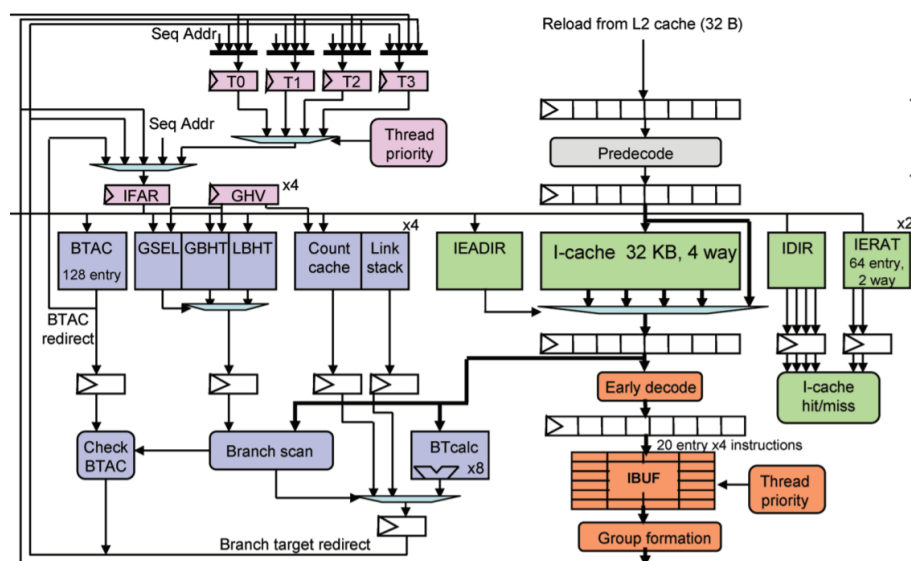 Seq Addr
Reload from L2 cache (32 B)
T0
T1
T2
T3
Seq Addr
Thread
priority
Predecode
IFAR
GHV
x4
BTAC
128 entry
GSEL
GBHT
LBHT
Count
cache
Link
stack
x4
IEADIR
I-cache 32 KB, 4 way
IDIR
IERAT
64 entry,
2 way
x2
BTAC
redirect
Early decode
I-cache
hit/miss
Check
BTAC
Branch scan
BTcalc
x8
20 entry x4 instructions
IBUF
Thread
priority
Group formation
Branch target redirect